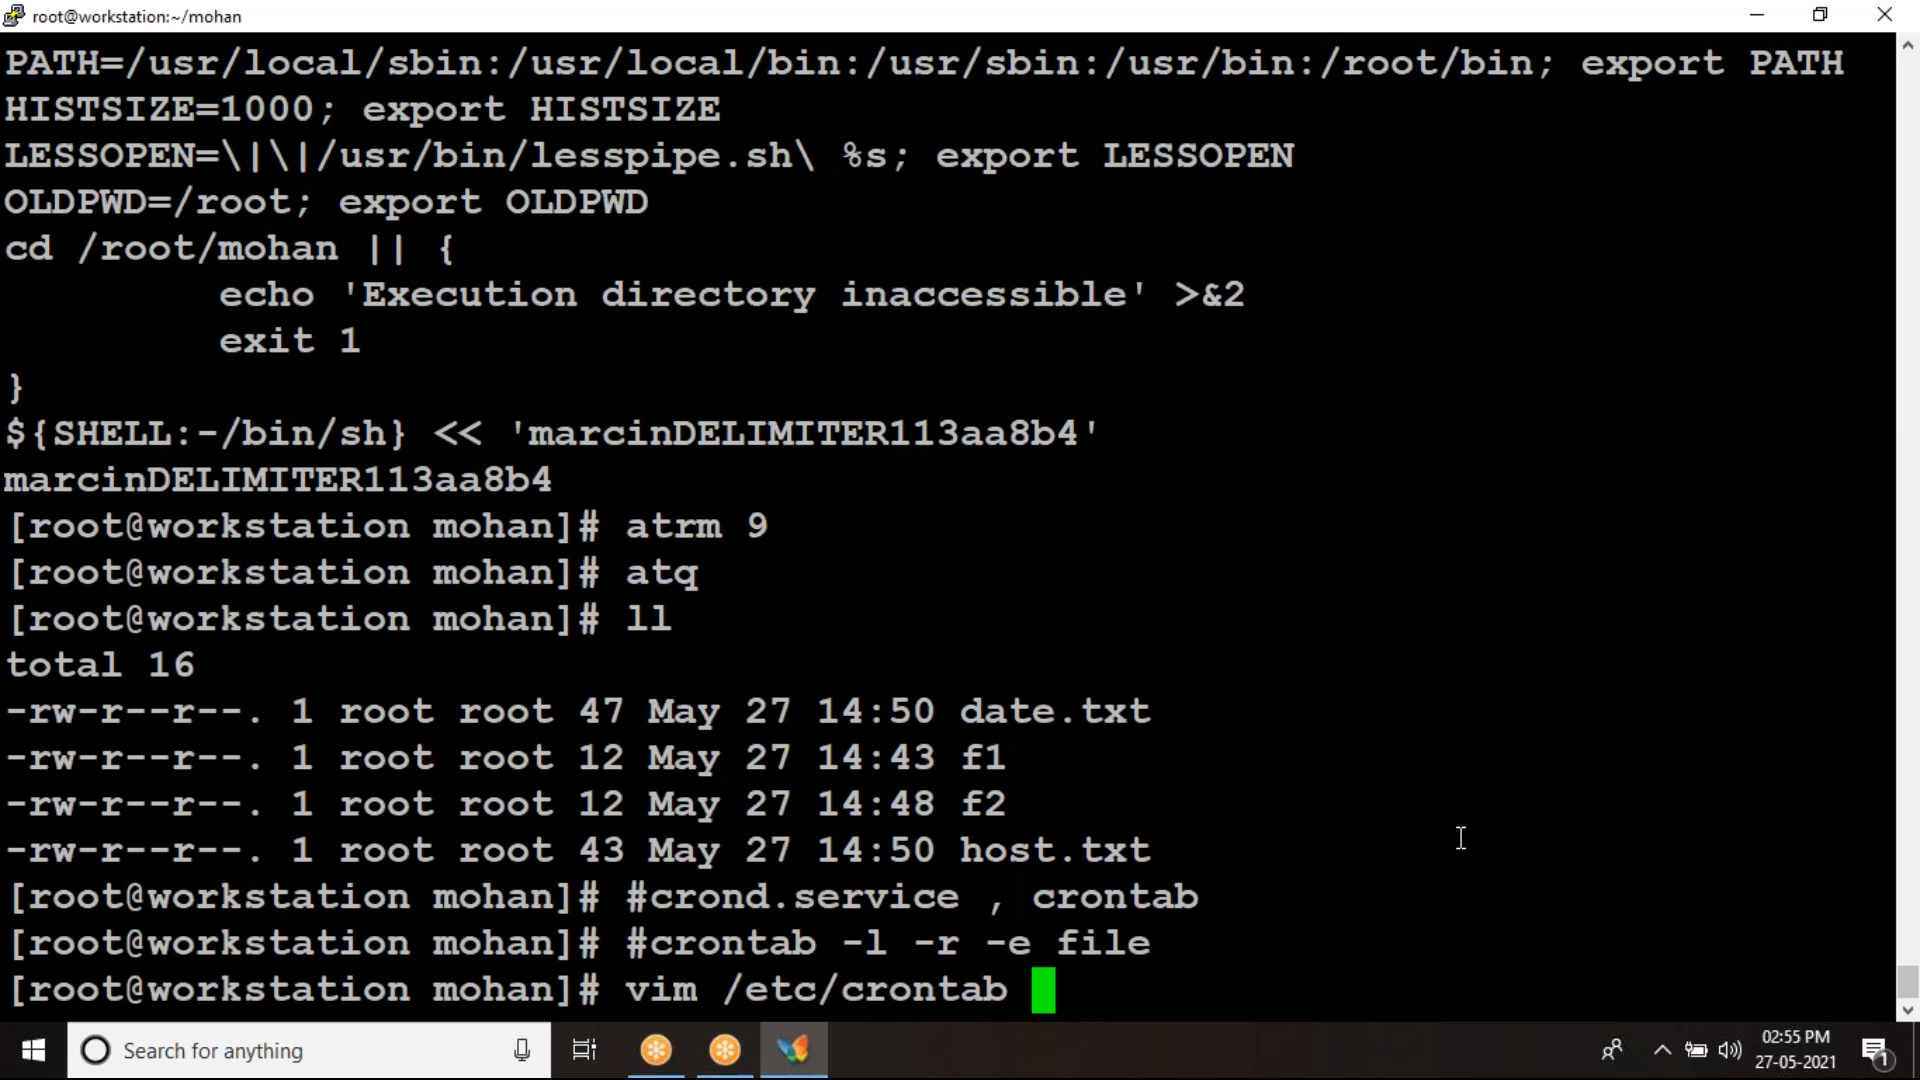 root@workstation:~/mohan
PATH=/usr/local/sbin:/usr/local/bin:/usr/sbin:/usr/bin:/root/bin; export PATH
HISTSIZE=1000; export HISTSIZE
LESSOPEN=\|\|/usr/bin/lesspipe.sh\ %s; export LESSOPEN
OLDPWD=/root; export OLDPWD
cd /root/mohan || {
         echo 'Execution directory inaccessible' >&2
         exit 1
}
${SHELL:-/bin/sh} << 'marcinDELIMITER113aa8b4'
marcinDELIMITER113aa8b4
[root@workstation mohan]# atrm 9
[root@workstation mohan]# atq
[root@workstation mohan]# ll
total 16
-rw-r--r--. 1 root root 47 May 27 14:50 date.txt
-rw-r--r--. 1 root root 12 May 27 14:43 f1
-rw-r--r--. 1 root root 12 May 27 14:48 f2
-rw-r--r--. 1 root root 43 May 27 14:50 host.txt
[root@workstation mohan]# #crond.service , crontab
[root@workstation mohan]# #crontab -l -r -e file
[root@workstation mohan]# vim /etc/crontab
Search for anything
02:55 PM
27-05-2021
1